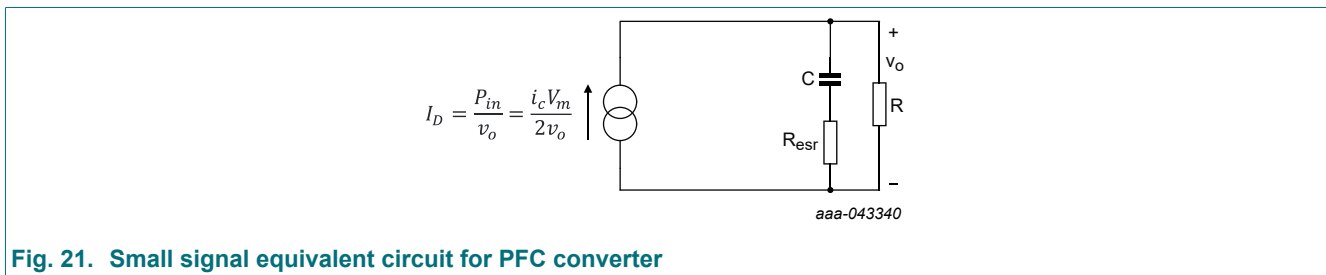 +
v_o
C
I_D = P_in/v_o = i_c V_m/2v_o
R
R_esr
–
aaa-043340
Fig. 21. Small signal equivalent circuit for PFC converter